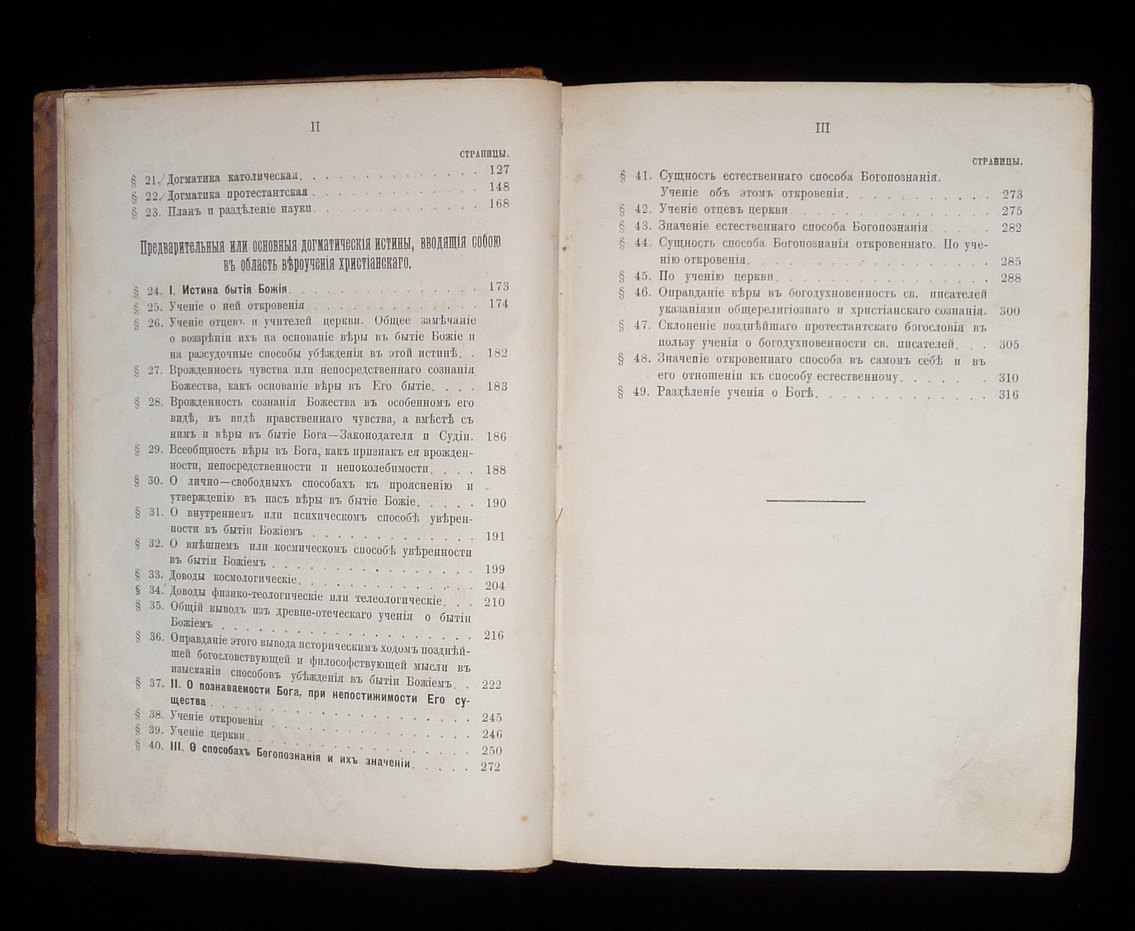 II
СТРАНИЦЫ.
§ 21. Догматика католическая. . . . . . . . . . . . 127
§ 22. Догматика протестантская . . . . . . . . . . . 148
§ 23. Планъ и раздѣленіе науки. . . . . . . . . . . . 168
Предварительныя или основныя догматическія истины, вводящія собою
въ область вѣроученія христіанскаго.
§ 24. I. Истина бытія Божія. . . . . . . . . . . . . 173
§ 25. Ученіе о ней откровенія . . . . . . . . . . . . 174
§ 26. Ученіе отцевъ и учителей церкви. Общее замѣчаніе
о воззрѣніи ихъ на основаніе вѣры въ бытіе Божіе и
на разсудочные способы убѣжденія въ этой истинѣ. . 182
§ 27. Врожденность чувства или непосредственнаго сознанія
Божества, какъ основаніе вѣры въ Его бытіе. . . . 183
§ 28. Врожденность сознанія Божества въ особенномъ его
видѣ, въ видѣ нравственнаго чувства, а вмѣстѣ съ
нимъ и вѣры въ бытіе Бога—Законодателя и Судіи. 186
§ 29. Всеобщность вѣры въ Бога, какъ признакъ ея врожден-
ности, непосредственности и непоколебимости. . . . 188
§ 30. О лично—свободныхъ способахъ къ проясненію и
утвержденію въ насъ вѣры въ бытіе Божіе. . . . . 190
§ 31. О внутреннемъ или психическомъ способѣ увѣрен-
ности въ бытіи Божіемъ . . . . . . . . . . . . 191
§ 32. О внѣшнемъ или космическомъ способѣ увѣренности
въ бытіи Божіемъ . . . . . . . . . . . . . . . 199
§ 33. Доводы космологическіе. . . . . . . . . . . . . 204
§ 34. Доводы физико-теологическіе или телеологическіе. . . 210
§ 35. Общій выводъ изъ древне-отеческаго ученія о бытіи
Божіемъ . . . . . . . . . . . . . . . . . . . 216
§ 36. Оправданіе этого вывода историческимъ ходомъ позднѣй-
шей богословствующей и философствующей мысли въ
изысканіи способовъ убѣжденія въ бытіи Божіемъ. . 222
§ 37. II. О познаваемости Бога, при непостижимости Его су-
щества . . . . . . . . . . . . . . . . . . . 245
§ 38. Ученіе откровенія . . . . . . . . . . . . . . . 246
§ 39. Ученіе церкви. . . . . . . . . . . . . . . . . 250
§ 40. III. О способахъ Богопознанія и ихъ значеніи. . . . . 272
III
СТРАНИЦЫ.
§ 41. Сущность естественнаго способа Богопознанія.
Ученіе объ этомъ откровенія. . . . . . . . . . . 273
§ 42. Ученіе отцевъ церкви . . . . . . . . . . . . . 275
§ 43. Значеніе естественнаго способа Богопознанія. . . . . 282
§ 44. Сущность способа Богопознанія откровеннаго. По уче-
нію откровенія. . . . . . . . . . . . . . . . . 285
§ 45. По ученію церкви. . . . . . . . . . . . . . . 288
§ 46. Оправданіе вѣры въ богодухновенность св. писателей
указаніями общерелигіознаго и христіанскаго сознанія. 300
§ 47. Склоненіе позднѣйшаго протестантскаго богословія въ
пользу ученія о богодухновенности св. писателей. . . 305
§ 48. Значеніе откровеннаго способа въ самомъ себѣ и въ
его отношеніи къ способу естественному. . . . . . . 310
§ 49. Раздѣленіе ученія о Богѣ. . . . . . . . . . . . . 316